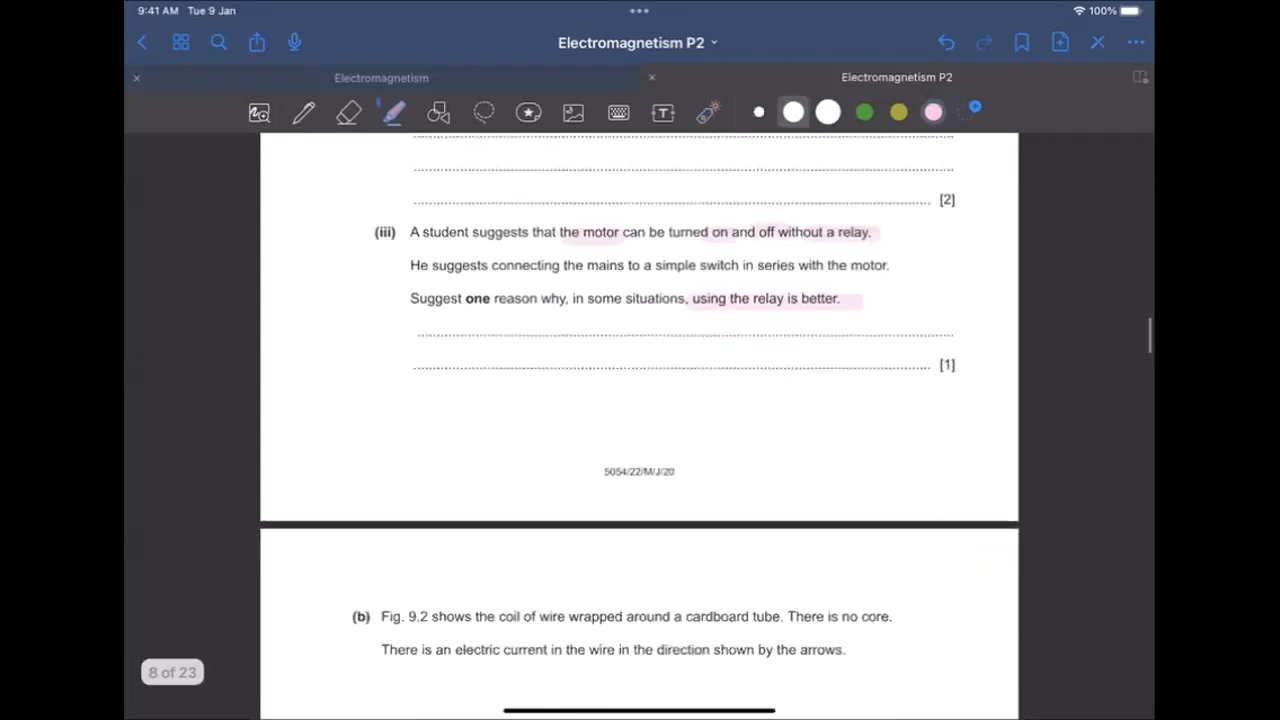 9:41 AM Tue 9 Jan
100%
Electromagnetism P2
Electromagnetism
Electromagnetism P2
[2]
(iii) A student suggests that the motor can be turned on and off without a relay.
He suggests connecting the mains to a simple switch in series with the motor.
Suggest one reason why, in some situations, using the relay is better.
[1]
5054/22/M/J/20
(b) Fig. 9.2 shows the coil of wire wrapped around a cardboard tube. There is no core.
There is an electric current in the wire in the direction shown by the arrows.
8 of 23